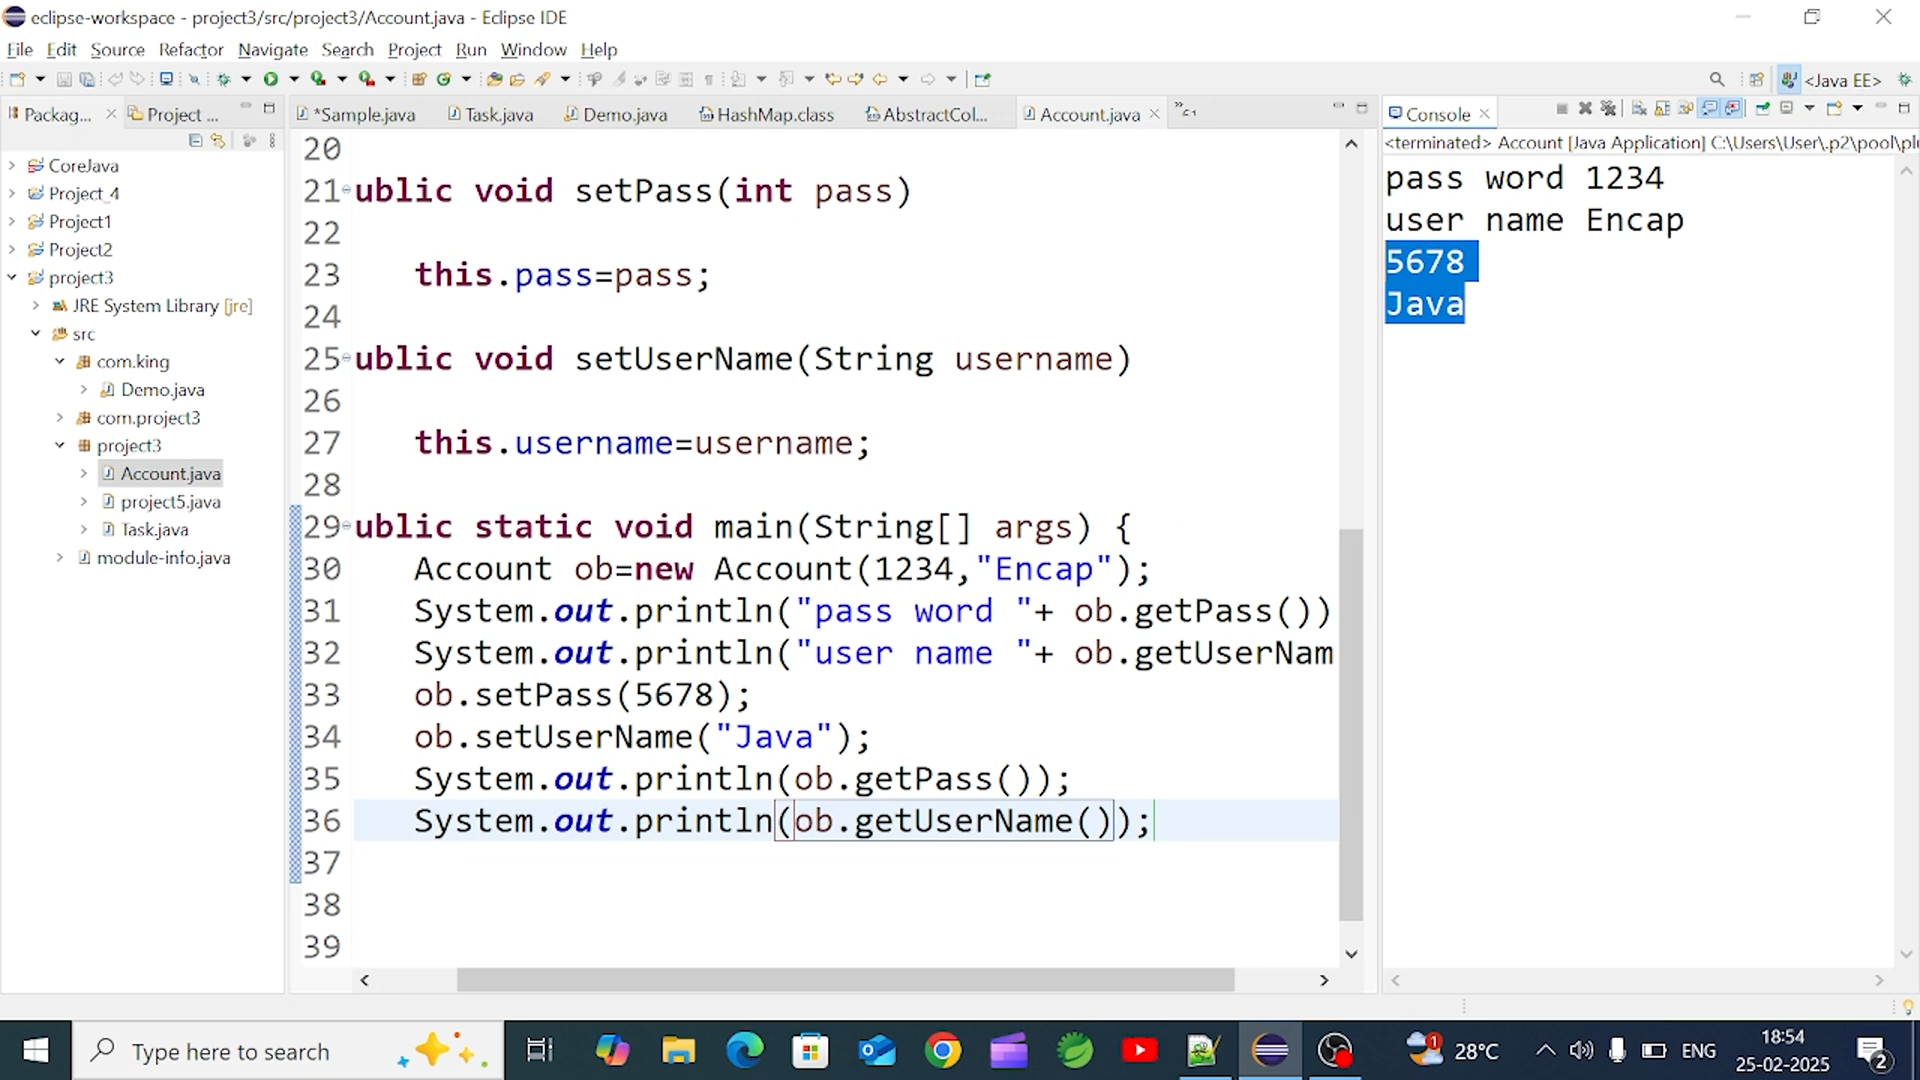 eclipse-workspace - project3/src/project3/Account.java - Eclipse IDE
File Edit Source Refactor Navigate Search Project Run Window Help
<Java EE>
Packag... Project ...
CoreJava
Project_4
Project1
Project2
project3
JRE System Library [jre]
src
com.king
Demo.java
com.project3
project3
Account.java
project5.java
Task.java
module-info.java
*Sample.java Task.java Demo.java HashMap.class AbstractCol... Account.java
20
21 ublic void setPass(int pass)
22
23 this.pass=pass;
24
25 ublic void setUserName(String username)
26
27 this.username=username;
28
29 ublic static void main(String[] args) {
30 Account ob=new Account(1234,"Encap");
31 System.out.println("pass word "+ ob.getPass())
32 System.out.println("user name "+ ob.getUserNam
33 ob.setPass(5678);
34 ob.setUserName("Java");
35 System.out.println(ob.getPass());
36 System.out.println(ob.getUserName());
37
38
39
Console
<terminated> Account [Java Application] C:\Users\User\.p2\pool\plu
pass word 1234
user name Encap
5678
Java
Type here to search
1
28°C
ENG
18:54
25-02-2025
2